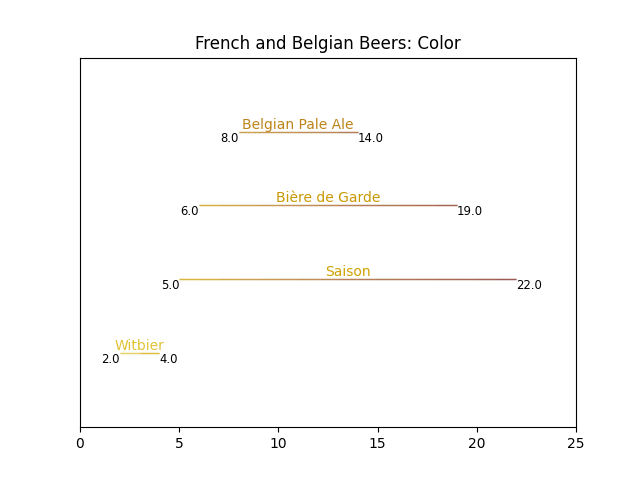 French and Belgian Beers: Color
Belgian Pale Ale
8.0 14.0
Bière de Garde
6.0 19.0
Saison
5.0 22.0
Witbier
2.0 4.0
0 5 10 15 20 25